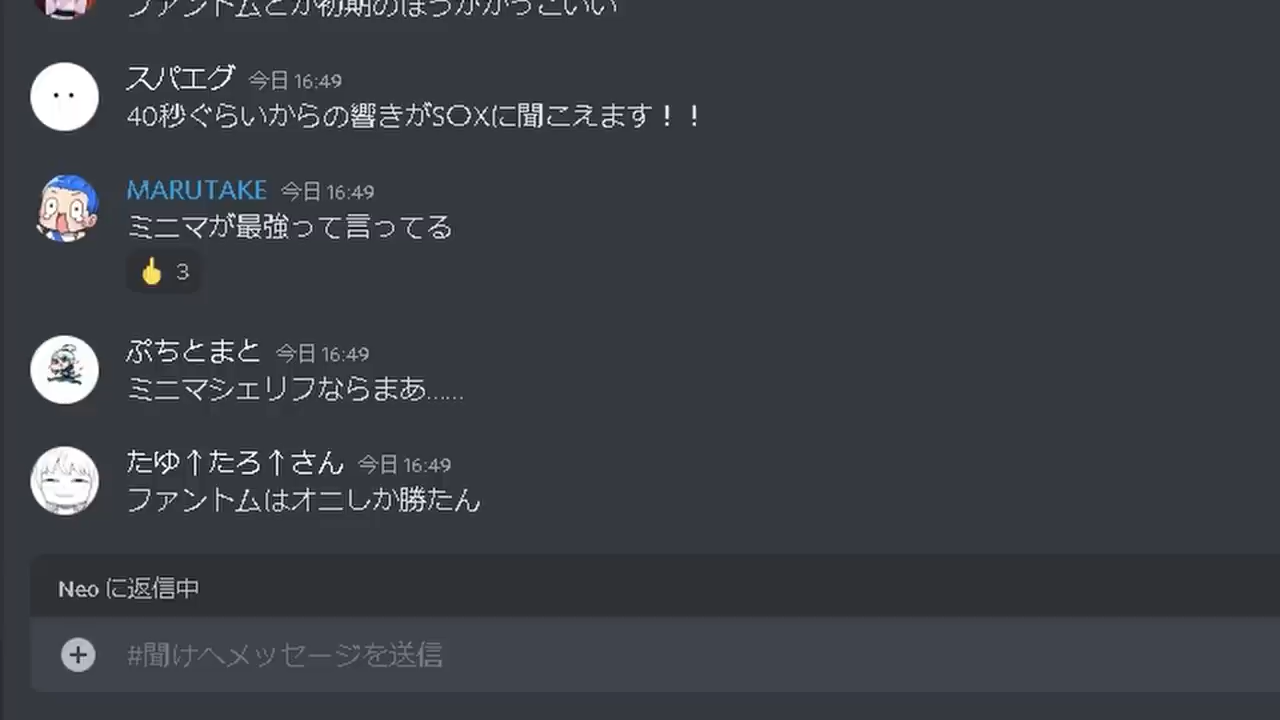 ファントムとか初期のほうがかっこいい
スパエグ 今日 16:49
40秒ぐらいからの響きがS〇Xに聞こえます！！
MARUTAKE 今日 16:49
ミニマが最強って言ってる
3
ぷちとまと 今日 16:49
ミニマシェリフならまあ……
たゆ↑たろ↑さん 今日 16:49
ファントムはオニしか勝たん
Neo に返信中
#聞けへメッセージを送信